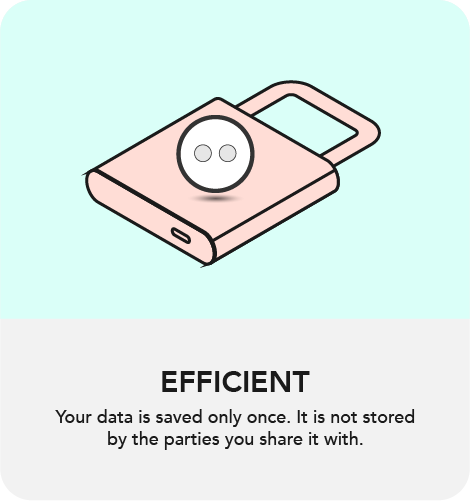 EFFICIENT
Your data is saved only once. It is not stored
by the parties you share it with.